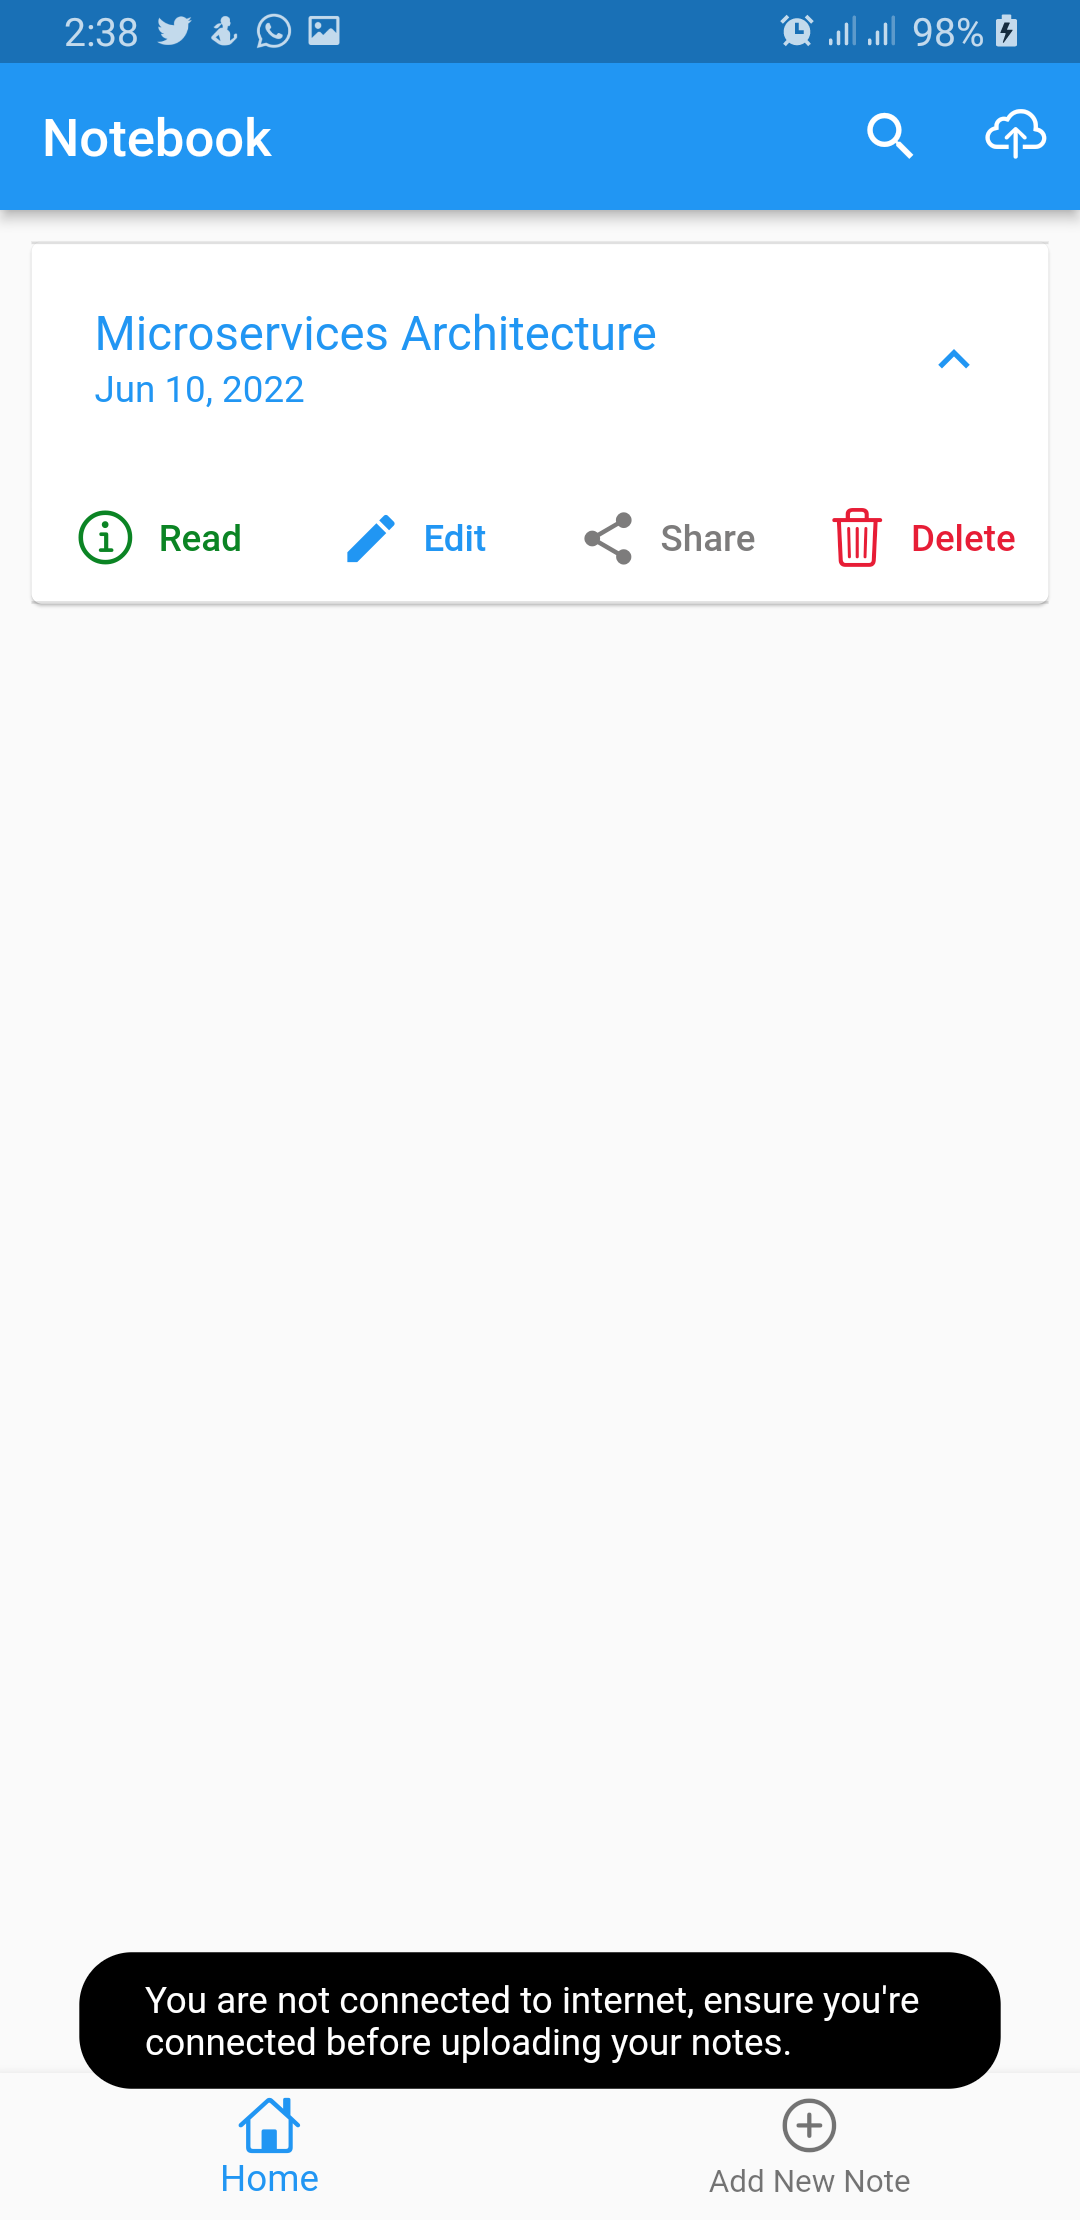 2:38 98%
Notebook
Microservices Architecture
Jun 10, 2022
Read Edit Share Delete
You are not connected to internet, ensure you're
connected before uploading your notes.
Home Add New Note